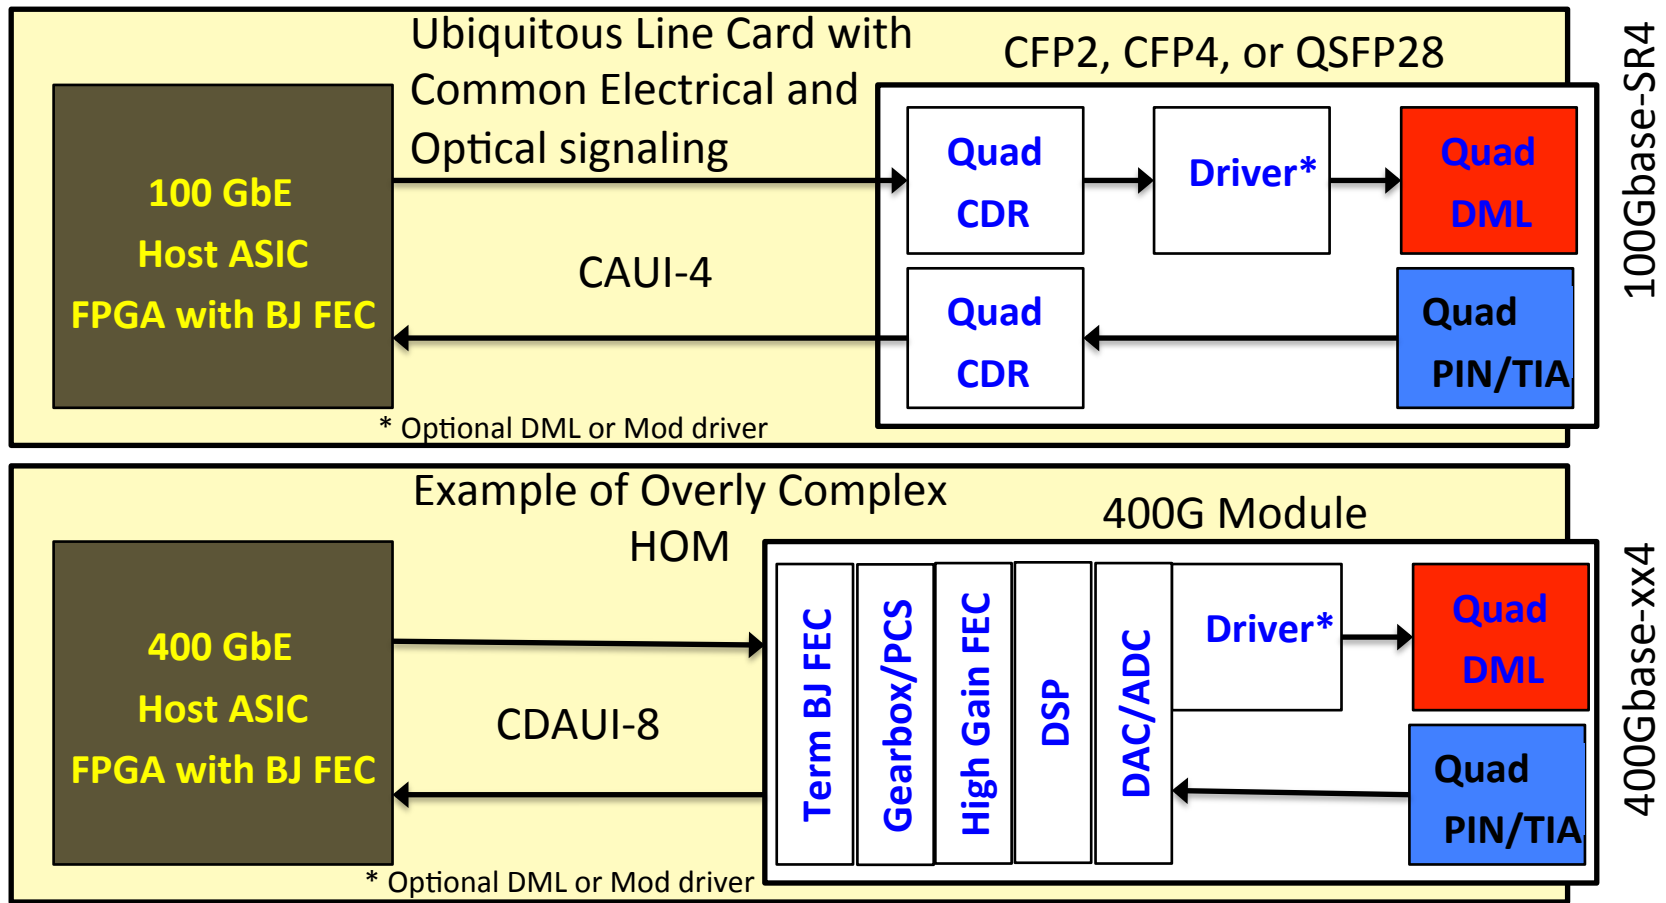 Ubiquitous Line Card with
Common Electrical and
Optical signaling
CFP2, CFP4, or QSFP28
100 GbE
Host ASIC
FPGA with BJ FEC
CAUI-4
Quad
CDR
Driver*
Quad
DML
Quad
CDR
Quad
PIN/TIA
* Optional DML or Mod driver
100Gbase-SR4
Example of Overly Complex
HOM
400G Module
400 GbE
Host ASIC
FPGA with BJ FEC
CDAUI-8
Term BJ FEC
Gearbox/PCS
High Gain FEC
DSP
DAC/ADC
Driver*
Quad
DML
Quad
PIN/TIA
* Optional DML or Mod driver
400Gbase-xx4